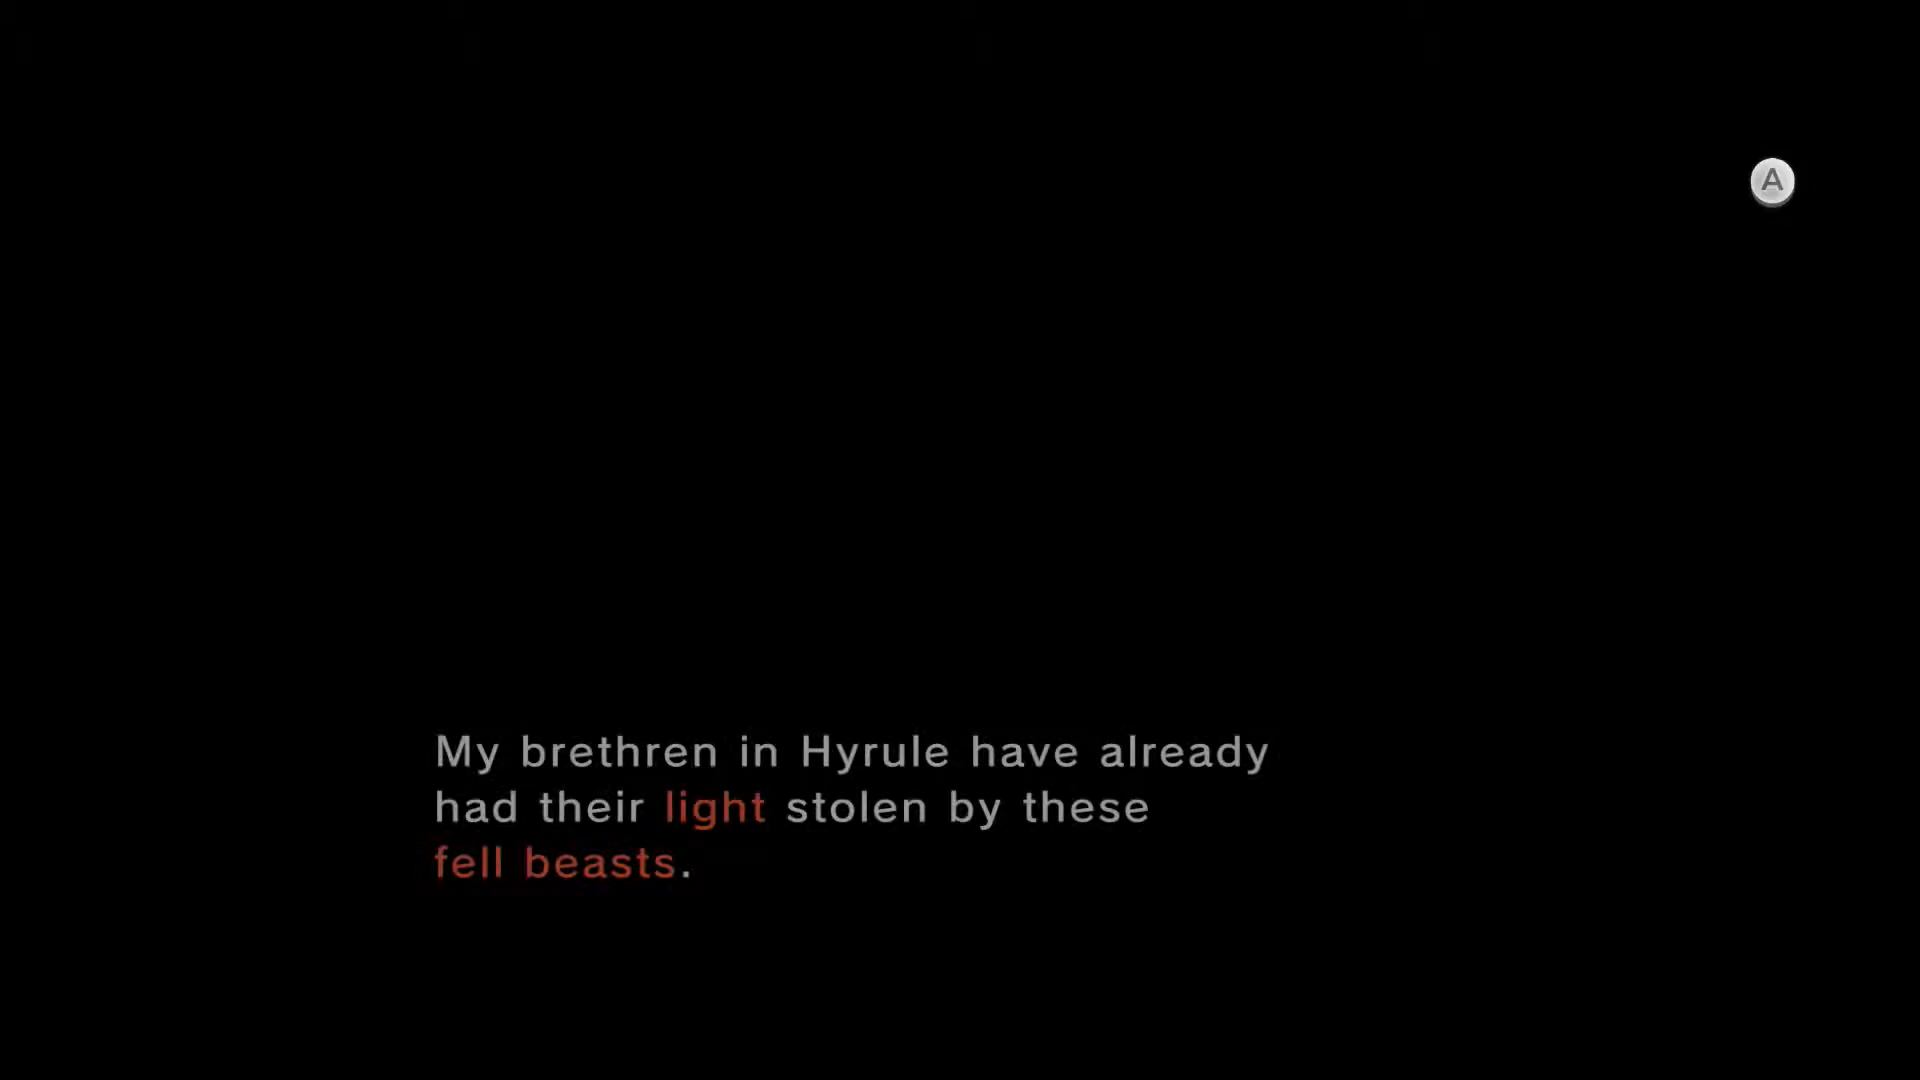 A
My brethren in Hyrule have already
had their light stolen by these
fell beasts.